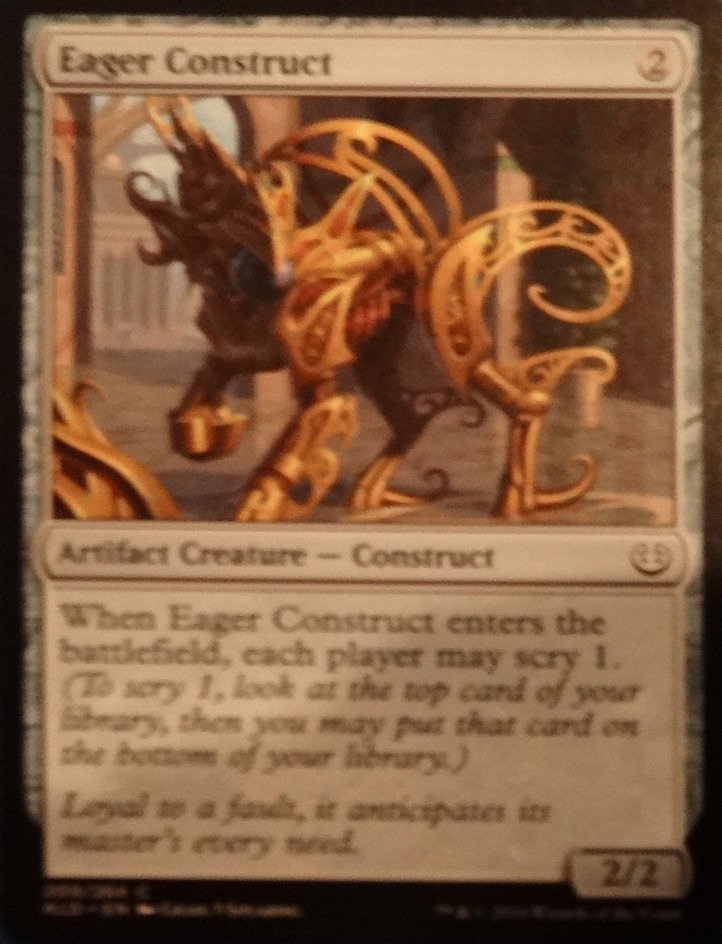 Eager Construct 2
Artifact Creature — Construct
When Eager Construct enters the
battlefield, each player may scry 1.
(To scry 1, look at the top card of your
library, then you may put that card on
the bottom of your library.)
Loyal to a fault, it anticipates its
master's every need.
2/2
KLD • EN